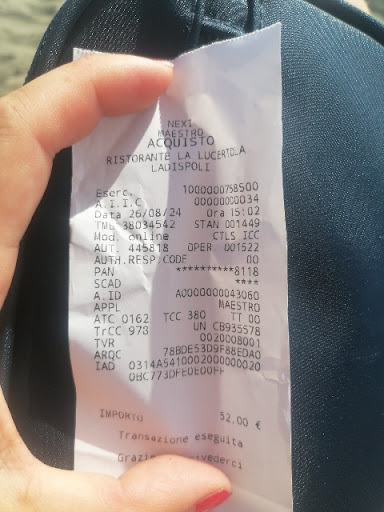 NEXI
MAESTRO
ACQUISTO
RISTORANTE LA LUCERTOLA
LADISPOLI
Eserc. 1000000758500
A.I.I.C 00000000034
Data 26/08/24 Ora 15:02
TML 38034542 STAN 001449
Mod. online CTLS ICC
AUT. 445818 OPER 001522
AUTH.RESP.CODE 00
PAN **********8118
SCAD ****
A.ID A0000000043060
APPL MAESTRO
ATC 0162 TCC 380 TT 00
TrCC 978 UN CB935578
TVR 0020008001
ARQC 78BDE53D9F88EDA0
IAD 0314A541000200000020
0BC773DFE0E00FF
IMPORTO 52,00 €
Transazione eseguita